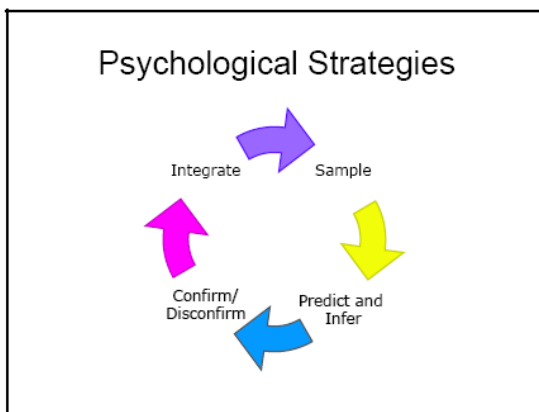 Psychological Strategies
Integrate
Sample
Confirm/
Disconfirm
Predict and
Infer